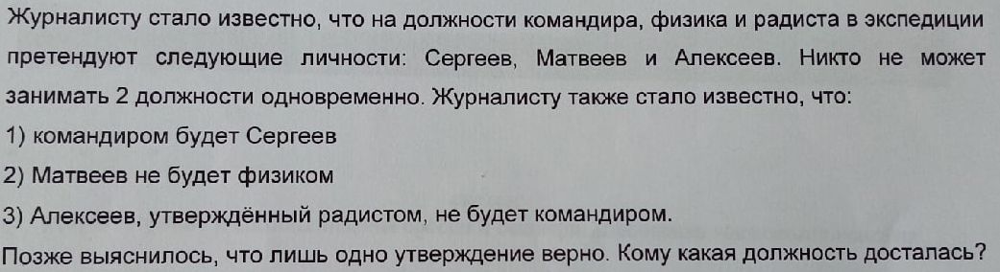 Журналисту стало известно, что на должности командира, физика и радиста в экспедиции
претендуют следующие личности: Сергеев, Матвеев и Алексеев. Никто не может
занимать 2 должности одновременно. Журналисту также стало известно, что:
1) командиром будет Сергеев
2) Матвеев не будет физиком
3) Алексеев, утверждённый радистом, не будет командиром.
Позже выяснилось, что лишь одно утверждение верно. Кому какая должность досталась?